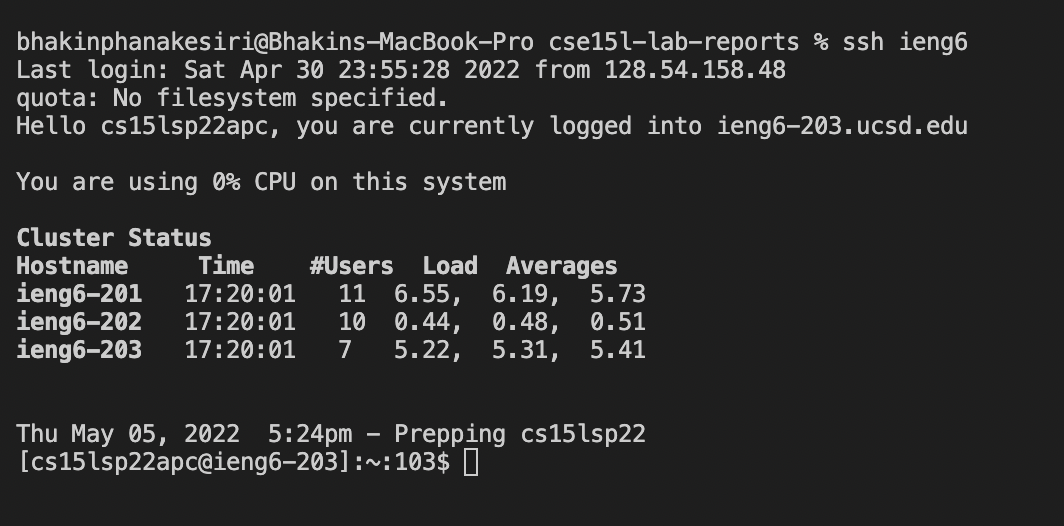 bhakinphanakesiri@Bhakins-MacBook-Pro cse15l-lab-reports % ssh ieng6
Last login: Sat Apr 30 23:55:28 2022 from 128.54.158.48
quota: No filesystem specified.
Hello cs15lsp22apc, you are currently logged into ieng6-203.ucsd.edu
You are using 0% CPU on this system
Cluster Status
Hostname     Time    #Users  Load  Averages
ieng6-201   17:20:01   11  6.55,  6.19,  5.73
ieng6-202   17:20:01   10  0.44,  0.48,  0.51
ieng6-203   17:20:01   7   5.22,  5.31,  5.41
Thu May 05, 2022  5:24pm - Prepping cs15lsp22
[cs15lsp22apc@ieng6-203]:~:103$